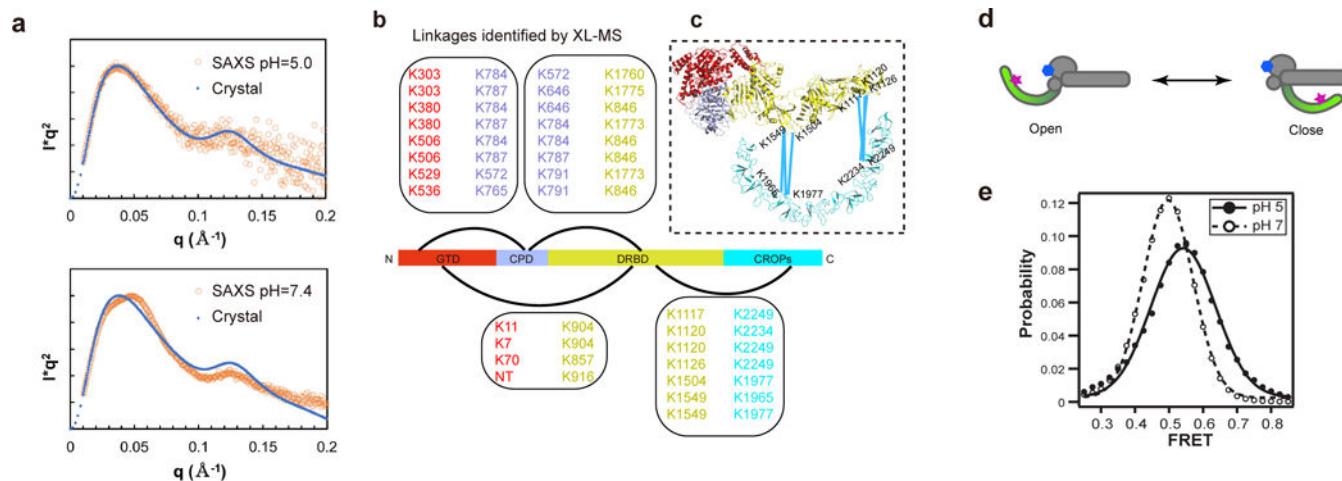 a
SAXS pH=5.0
Crystal
I*q²
0 0.05 0.1 0.15 0.2
q (Å⁻¹)
SAXS pH=7.4
Crystal
I*q²
0 0.05 0.1 0.15 0.2
q (Å⁻¹)
b
Linkages identified by XL-MS
K303 K784
K303 K787
K380 K784
K380 K787
K506 K784
K506 K787
K529 K572
K536 K765
K572 K1760
K646 K1775
K646 K846
K784 K1773
K784 K846
K787 K846
K791 K1773
K791 K846
N GTD CPD DRBD CROPs C
K11 K904
K7 K904
K70 K857
NT K916
K1117 K2249
K1120 K2234
K1120 K2249
K1126 K2249
K1504 K1977
K1549 K1965
K1549 K1977
c
K1120
K1126
K1549
K1504
K2249
K2234
K1977
d
Open
Close
e
pH 5
pH 7
Probability
0.12
0.10
0.08
0.06
0.04
0.02
0
0.3 0.4 0.5 0.6 0.7 0.8
FRET